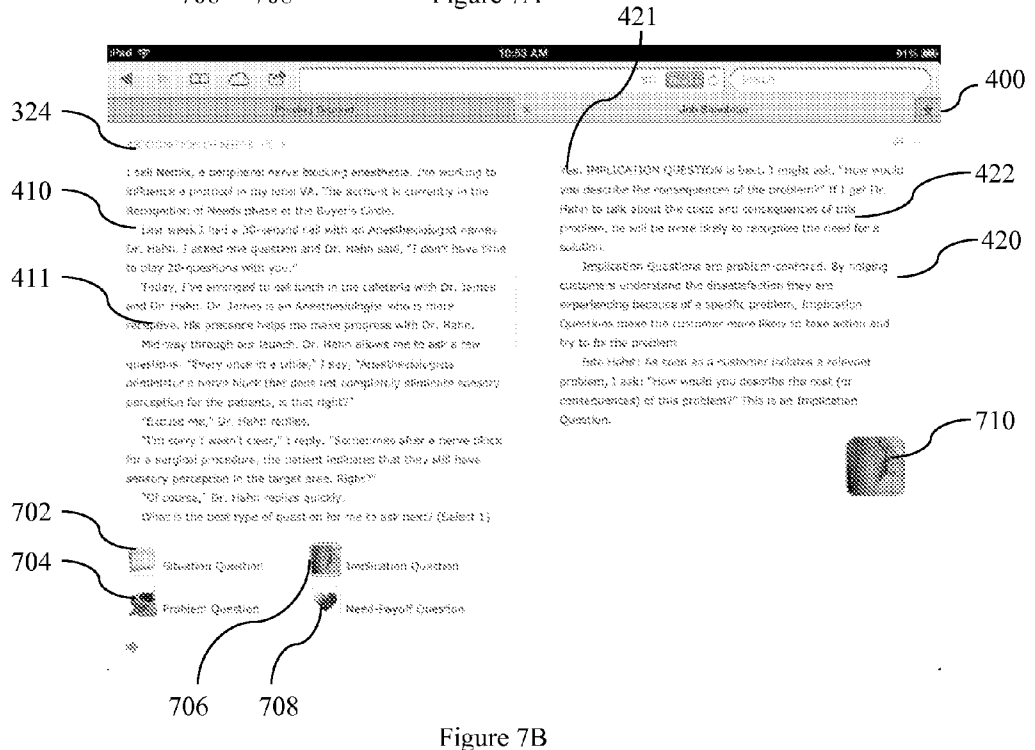 706 708 Figure 7A
421
iPad 10:53 AM 91%
400
Job Simulator
324
410
I sell Nerfix, a peripheral nerve blocking anesthesia. I'm working to
influence a protocol in my local VA. The account is currently in the
Recognition of Needs phase of the Buyer's Circle.
Last week I had a 30-second call with an Anesthesiologist names
Dr. Hahn. I asked one question and Dr. Hahn said, "I don't have time
to play 20-questions with you."
411
Today, I've arranged to eat lunch in the cafeteria with Dr. James
and Dr. Hahn. Dr. James is an Anesthesiologist who is more
receptive. His presence helps me make progress with Dr. Hahn.
Mid-way through our launch, Dr. Hahn allows me to ask a few
questions. "Every once in a while," I say, "Anesthesiologists
administer a nerve block that does not completely eliminate sensory
perception for the patients, is that right?"
"Excuse me," Dr. Hahn replies.
"I'm sorry I wasn't clear," I reply. "Sometimes after a nerve block
for a surgical procedure, the patient indicates that they still have
sensory perception in the target area. Right?"
"Of course," Dr. Hahn replies quickly.
What is the best type of question for me to ask next? (Select 1)
702
Situation Question
Implication Question
704
Problem Question
Need-Payoff Question
Yes. IMPLICATION QUESTION is best. I might ask, "How would
you describe the consequences of the problem?" If I get Dr.
Hahn to talk about the costs and consequences of this
problem, he will be more likely to recognize the need for a
solution.
422
420
Implication Questions are problem-centered. By helping
customers understand the dissatisfaction they are
experiencing because of a specific problem, Implication
Questions make the customer more likely to take action and
try to fix the problem.
Hahn: As soon as a customer isolates a relevant
problem, I ask: "How would you describe the cost (or
consequences) of this problem?" This is an Implication
Question.
710
706 708
Figure 7B